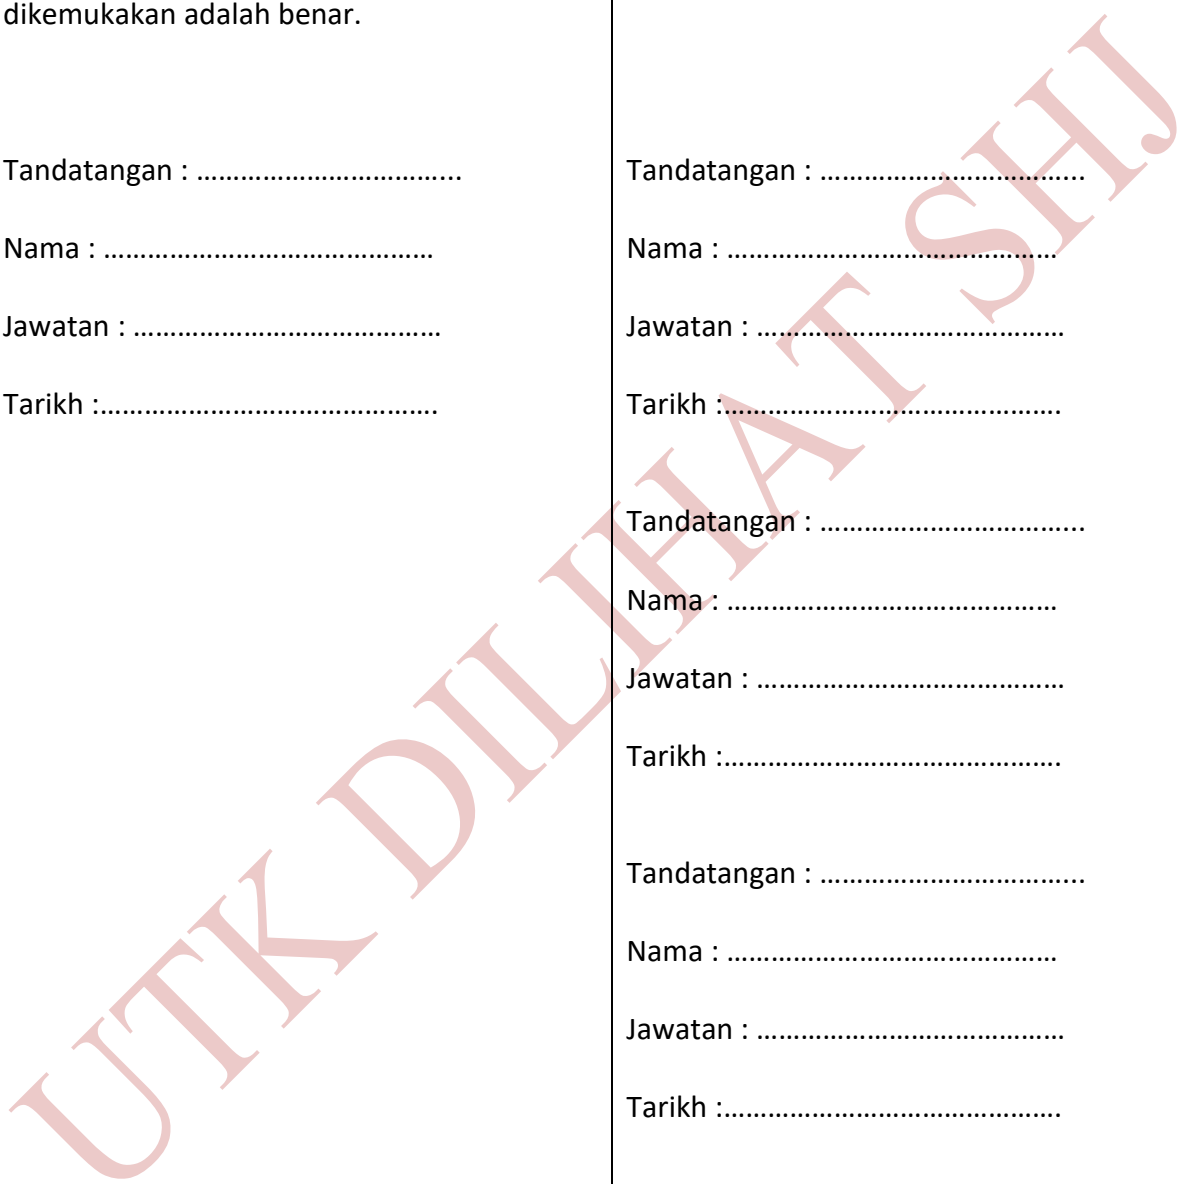 dikemukakan adalah benar.
Tandatangan : ……………………………...
Nama : ………………………………………
Jawatan : ……………………………………
Tarikh :……………………………………….
Tandatangan : ……………………………...
Nama : ………………………………………
Jawatan : ……………………………………
Tarikh :……………………………………….
Tandatangan : ……………………………...
Nama : ………………………………………
Jawatan : ……………………………………
Tarikh :……………………………………….
Tandatangan : ……………………………...
Nama : ………………………………………
Jawatan : ……………………………………
Tarikh :……………………………………….
UTK DILIHAT SHJ